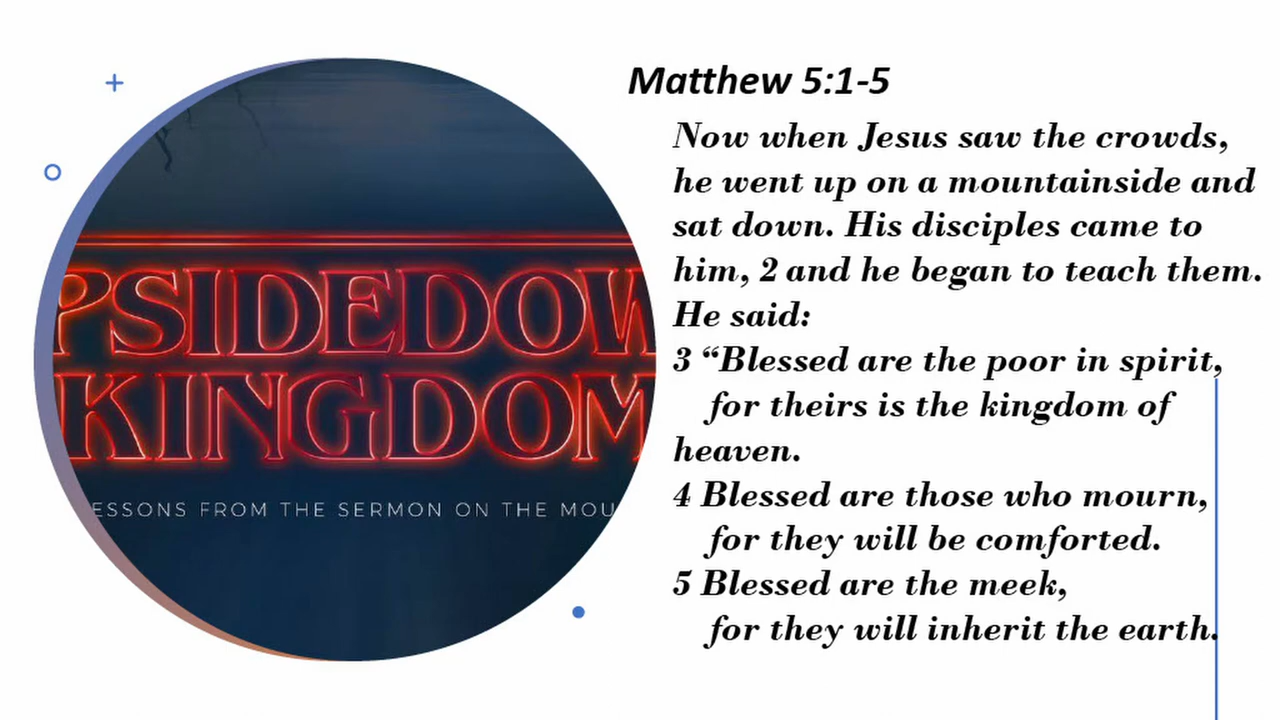 PSIDEDOW
KINGDOM
ESSONS FROM THE SERMON ON THE MOU
Matthew 5:1-5
Now when Jesus saw the crowds,
he went up on a mountainside and
sat down. His disciples came to
him, 2 and he began to teach them.
He said:
3 “Blessed are the poor in spirit,
for theirs is the kingdom of
heaven.
4 Blessed are those who mourn,
for they will be comforted.
5 Blessed are the meek,
for they will inherit the earth.